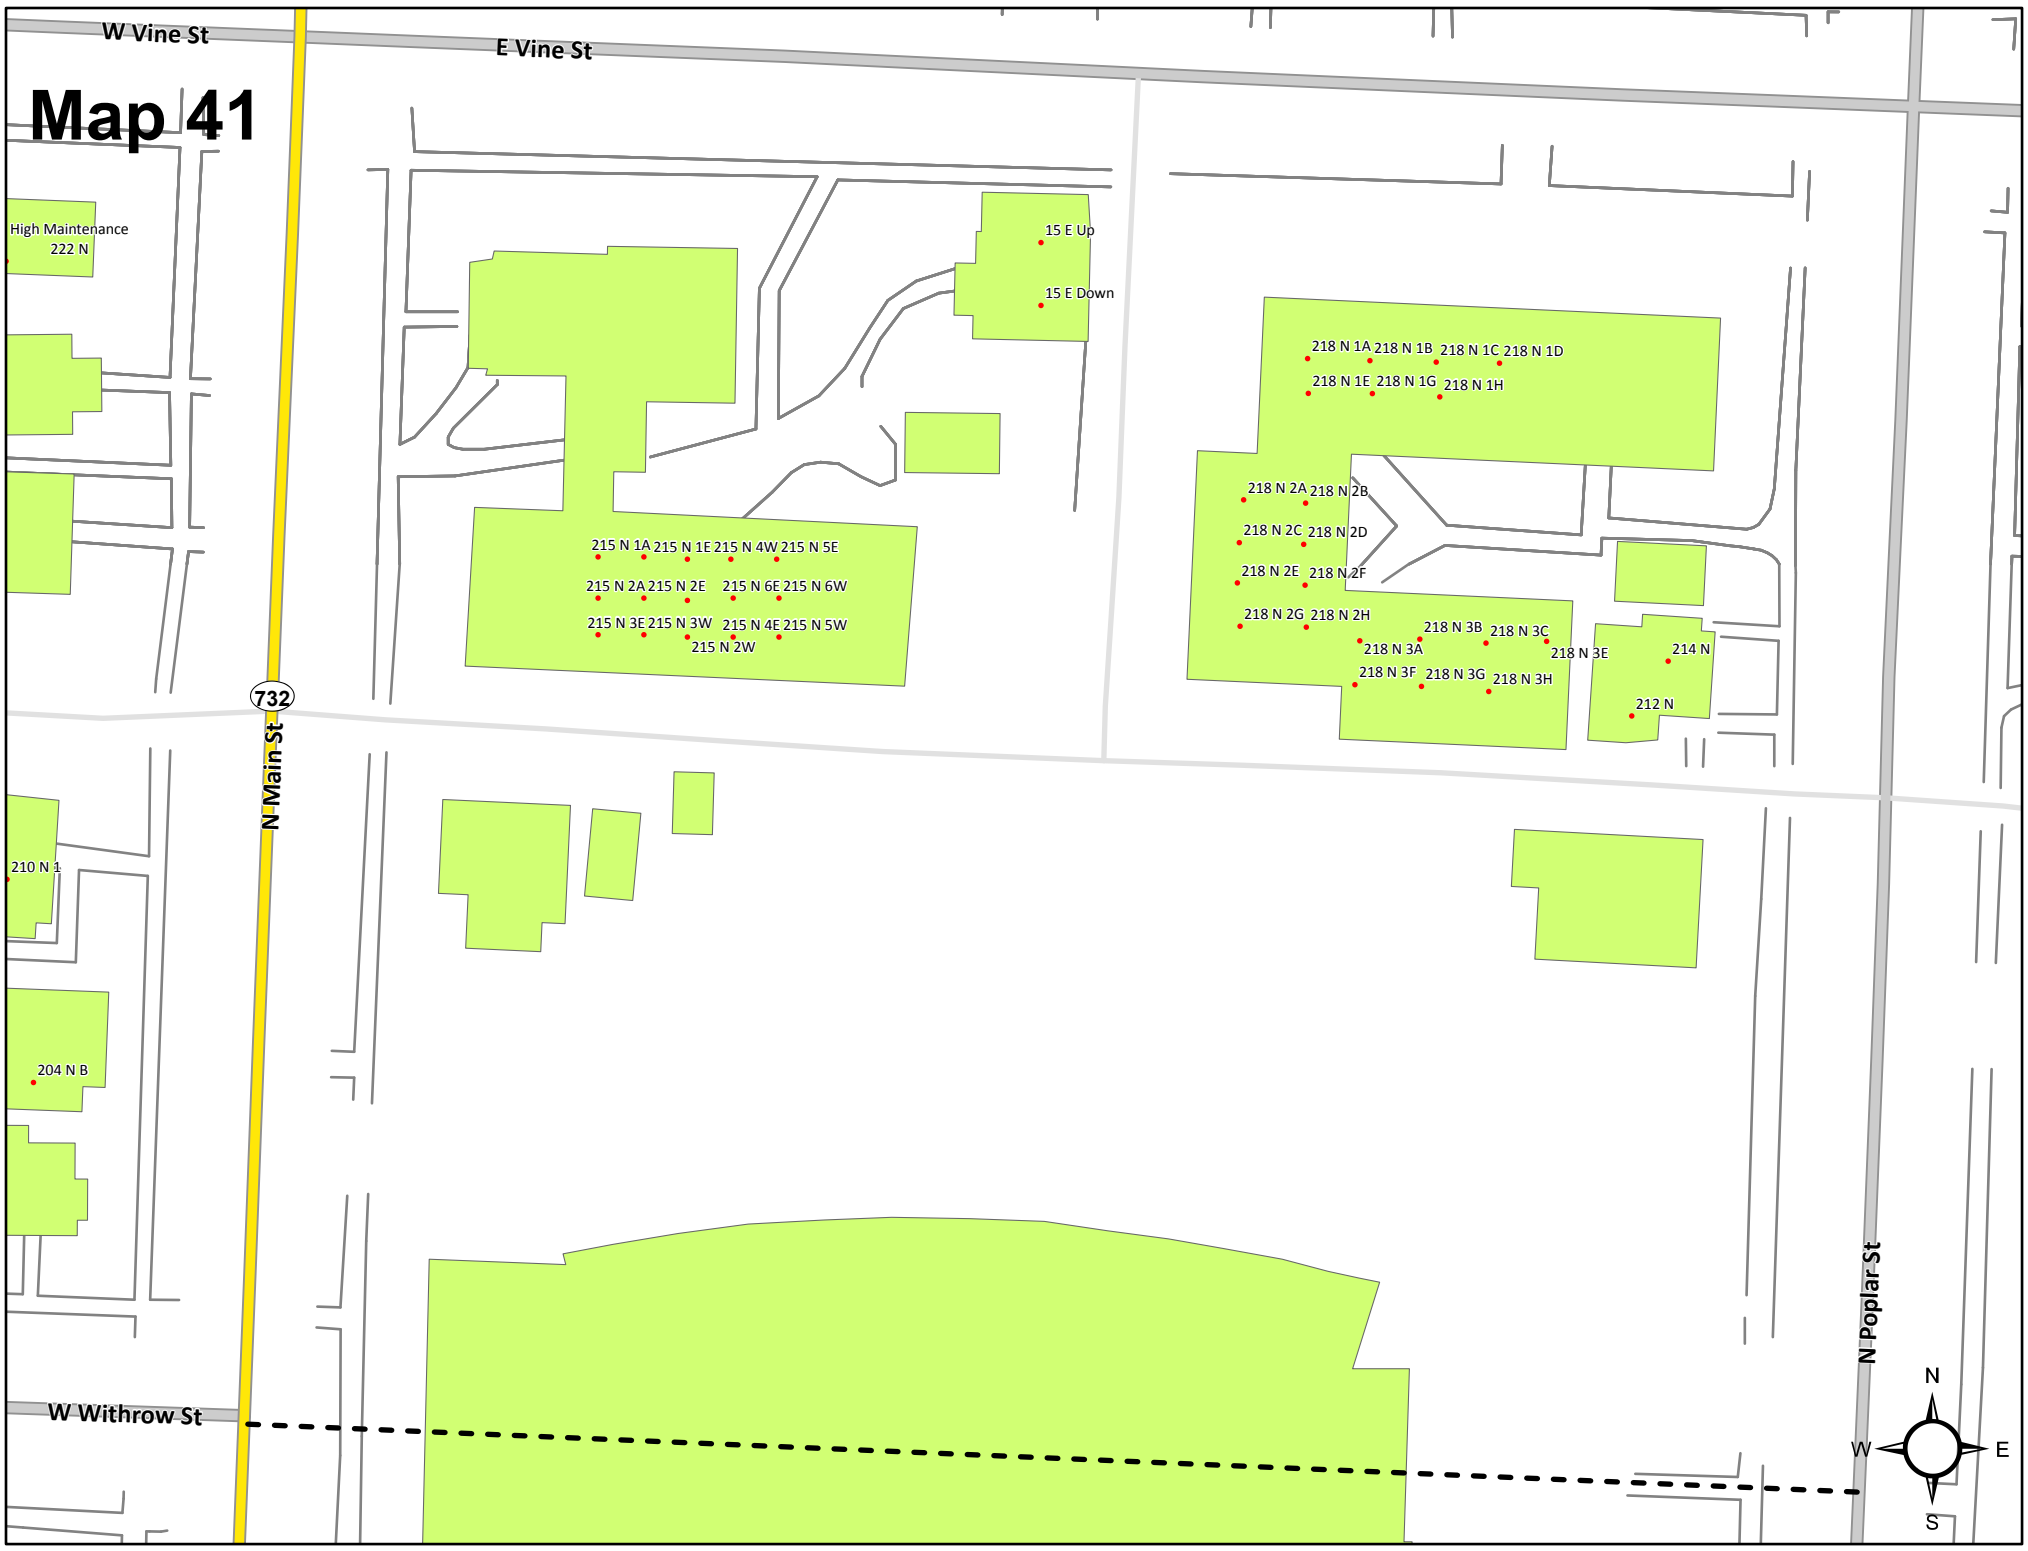 W Vine St
E Vine St
Map 41
High Maintenance
222 N
15 E Up
15 E Down
218 N 1A
218 N 1B
218 N 1C
218 N 1D
218 N 1E
218 N 1G
218 N 1H
218 N 2A
218 N 2B
218 N 2C
218 N 2D
218 N 2E
218 N 2F
218 N 2G
218 N 2H
215 N 1A
215 N 1E
215 N 4W
215 N 5E
215 N 2A
215 N 2E
215 N 6E
215 N 6W
215 N 3E
215 N 3W
215 N 4E
215 N 5W
215 N 2W
218 N 3B
218 N 3C
218 N 3A
218 N 3E
218 N 3F
218 N 3G
218 N 3H
214 N
212 N
732
N Main St
210 N 1
204 N B
N Poplar St
W Withrow St
N
W
E
S